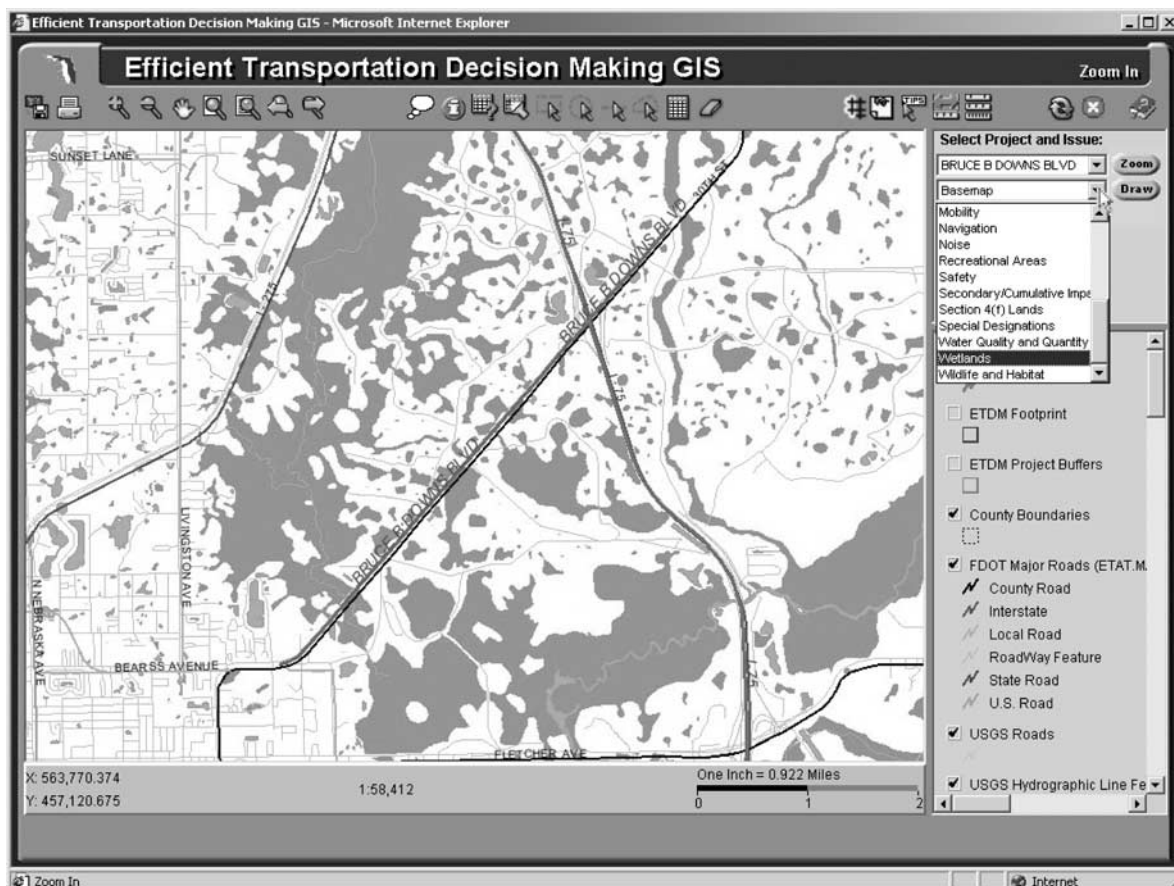 Efficient Transportation Decision Making GIS - Microsoft Internet Explorer
Efficient Transportation Decision Making GIS
Zoom In
TIPS
Select Project and Issue:
BRUCE B DOWNS BLVD
Zoom
Basemap
Draw
Mobility
Navigation
Noise
Recreational Areas
Safety
Secondary/Cumulative Impa
Section 4(f) Lands
Special Designations
Water Quality and Quantity
Wetlands
Wildlife and Habitat
ETDM Footprint
ETDM Project Buffers
County Boundaries
FDOT Major Roads (ETAT.M
County Road
Interstate
Local Road
RoadWay Feature
State Road
U.S. Road
USGS Roads
USGS Hydrographic Line Fe
SUNSET LANE
I-275
I-75
30TH ST
BRUCE B DOWNS BLVD
I-75
BRUCE B DOWNS BLVD
LIVINGSTON AVE
N NEBRASKA AVE
BEARSS AVENUE
I-75
FLETCHER AVE
X: 563,770.374
Y: 457,120.675
1:58,412
One Inch = 0.922 Miles
0 1 2
Zoom In
Internet